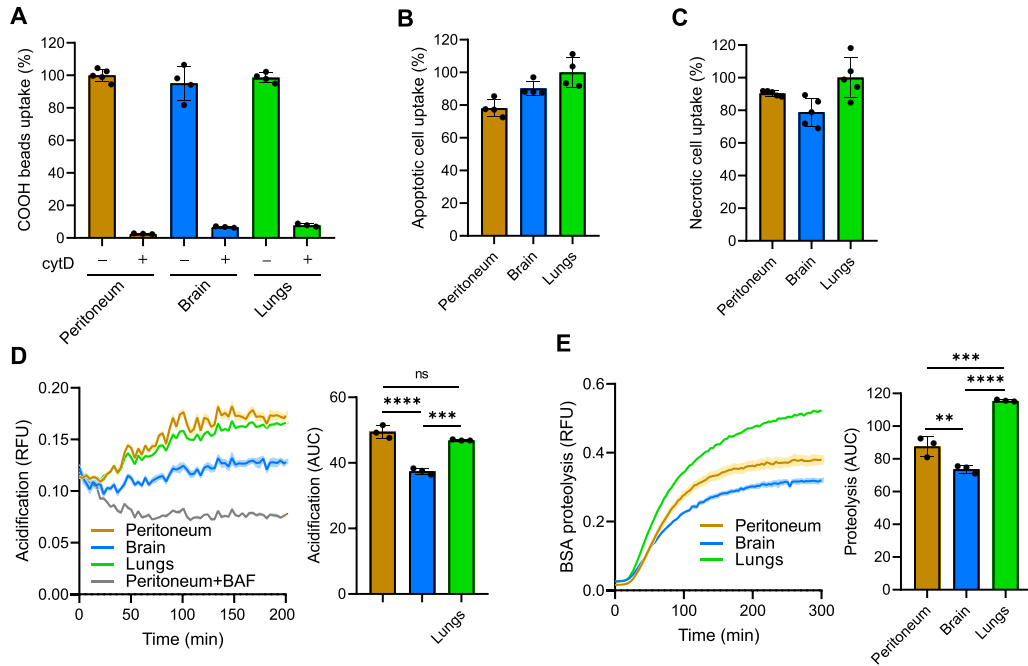 A
COOH beads uptake (%)
120
100
80
60
40
20
0
cytD
– + – + – +
Peritoneum
Brain
Lungs
B
Apoptotic cell uptake (%)
120
100
80
60
40
20
0
Peritoneum
Brain
Lungs
C
Necrotic cell uptake (%)
120
100
80
60
40
20
0
Peritoneum
Brain
Lungs
D
Acidification (RFU)
0.20
0.15
0.10
0.05
0.00
Peritoneum
Brain
Lungs
Peritoneum+BAF
0 50 100 150 200
Time (min)
Acidification (AUC)
60
40
20
0
ns
**** ***
Lungs
E
BSA proteolysis (RFU)
0.6
0.4
0.2
0.0
Peritoneum
Brain
Lungs
0 100 200 300
Time (min)
Proteolysis (AUC)
120
100
80
60
40
20
0
***
****
**
Peritoneum
Brain
Lungs